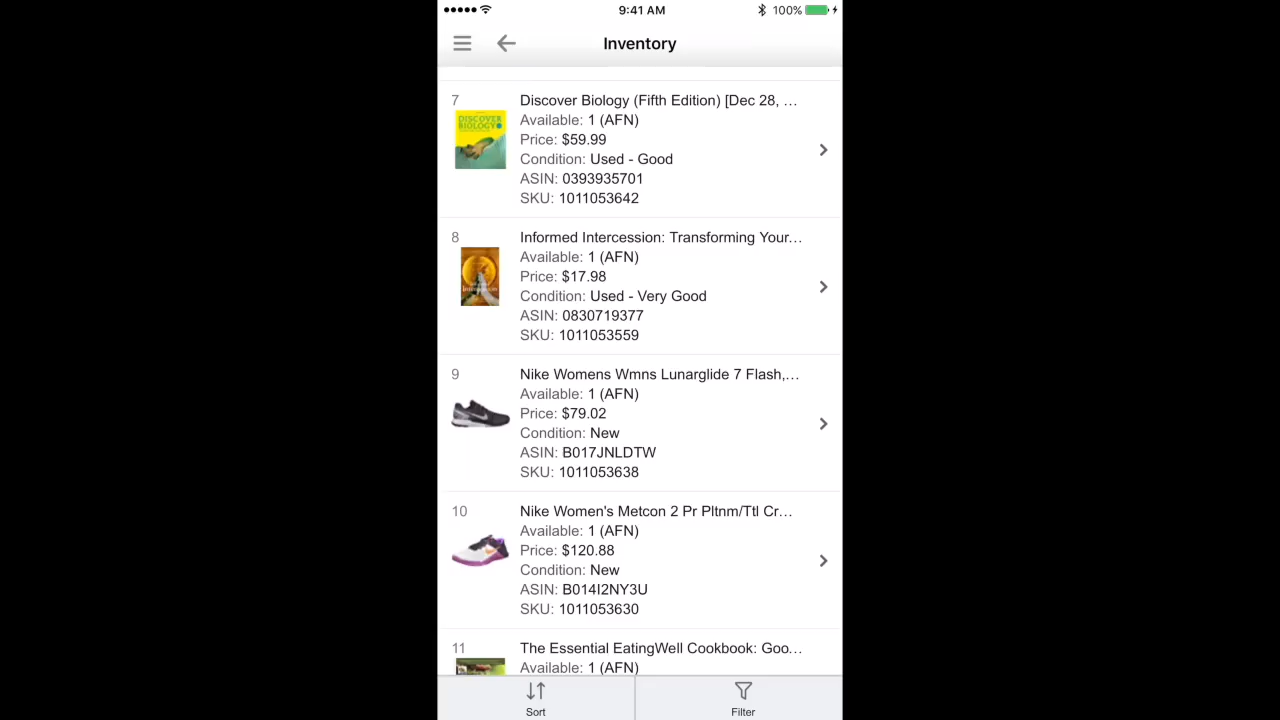 9:41 AM
100%
Inventory
7
Discover Biology (Fifth Edition) [Dec 28, …
DISCOVER
BIOLOGY
Available: 1 (AFN)
Price: $59.99
Condition: Used - Good
ASIN: 0393935701
SKU: 1011053642
8
Informed Intercession: Transforming Your…
Available: 1 (AFN)
Price: $17.98
Condition: Used - Very Good
ASIN: 0830719377
SKU: 1011053559
9
Nike Womens Wmns Lunarglide 7 Flash,…
Available: 1 (AFN)
Price: $79.02
Condition: New
ASIN: B017JNLDTW
SKU: 1011053638
10
Nike Women's Metcon 2 Pr Pltnm/Ttl Cr…
Available: 1 (AFN)
Price: $120.88
Condition: New
ASIN: B014I2NY3U
SKU: 1011053630
11
The Essential EatingWell Cookbook: Goo…
Available: 1 (AFN)
Sort
Filter